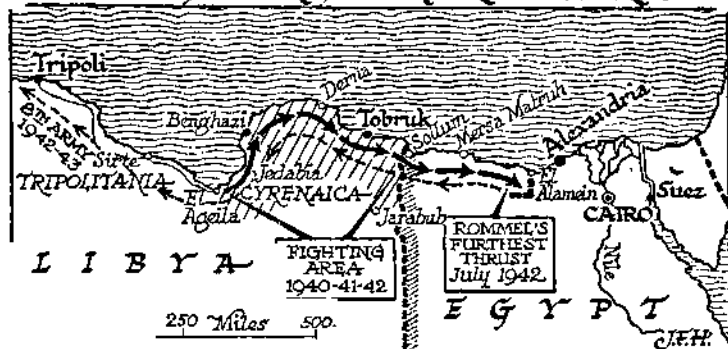 Tripoli
8TH ARMY
1942-43
Sirte
TRIPOLITANIA
El
Agheila
Benghazi
Derna
Tobruk
Jedabia
CYRENAICA
Sollum
Mersa Matruh
Jarabub
Alexandria
El
Alamein
CAIRO
Suez
Nile
FIGHTING
AREA
1940-41-42
ROMMEL'S
FURTHEST
THRUST
July 1942
LIBYA
EGYPT
250 Miles 500
J.F.H.